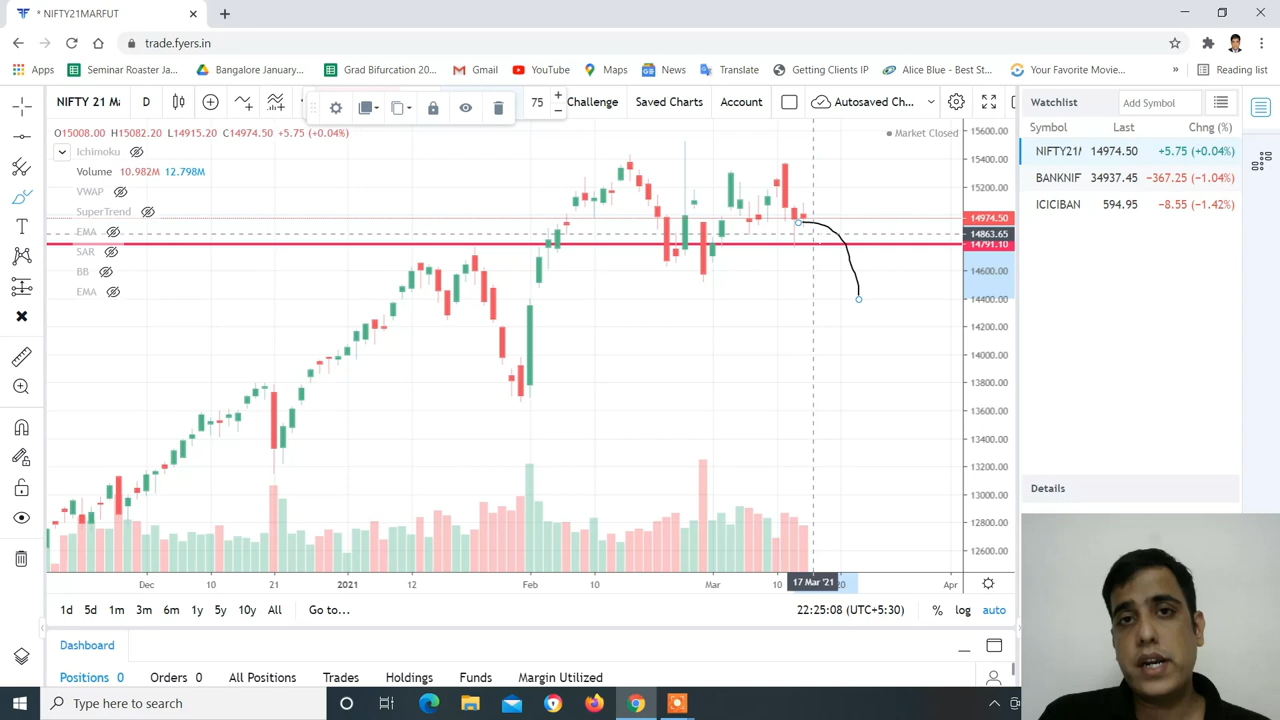 * NIFTY21MARFUT
trade.fyers.in
Apps Seminar Roaster Ja... Bangalore January... Grad Bifurcation 20... Gmail YouTube Maps News Translate Getting Clients IP Alice Blue - Best St... Your Favorite Movie... » Reading list
NIFTY 21 Ma D 75 Challenge Saved Charts Account Autosaved Ch...
O15008.00 H15082.20 L14915.20 C14974.50 +5.75 (+0.04%)
Market Closed
Ichimoku
Volume 10.982M 12.798M
VWAP
SuperTrend
EMA
SAR
BB
EMA
15600.00
15400.00
15200.00
14974.50
14863.65
14791.10
14600.00
14400.00
14200.00
14000.00
13800.00
13600.00
13400.00
13200.00
13000.00
12800.00
12600.00
Dec 10 21 2021 12 Feb 10 Mar 10 17 Mar '21 20 Apr
1d 5d 1m 3m 6m 1y 5y 10y All Go to... 22:25:08 (UTC+5:30) % log auto
Dashboard
Positions 0 Orders 0 All Positions Trades Holdings Funds Margin Utilized
Watchlist Add Symbol
Symbol Last Chng (%)
NIFTY21M 14974.50 +5.75 (+0.04%)
BANKNIF 34937.45 −367.25 (−1.04%)
ICICIBAN 594.95 −8.55 (−1.42%)
Details
Type here to search